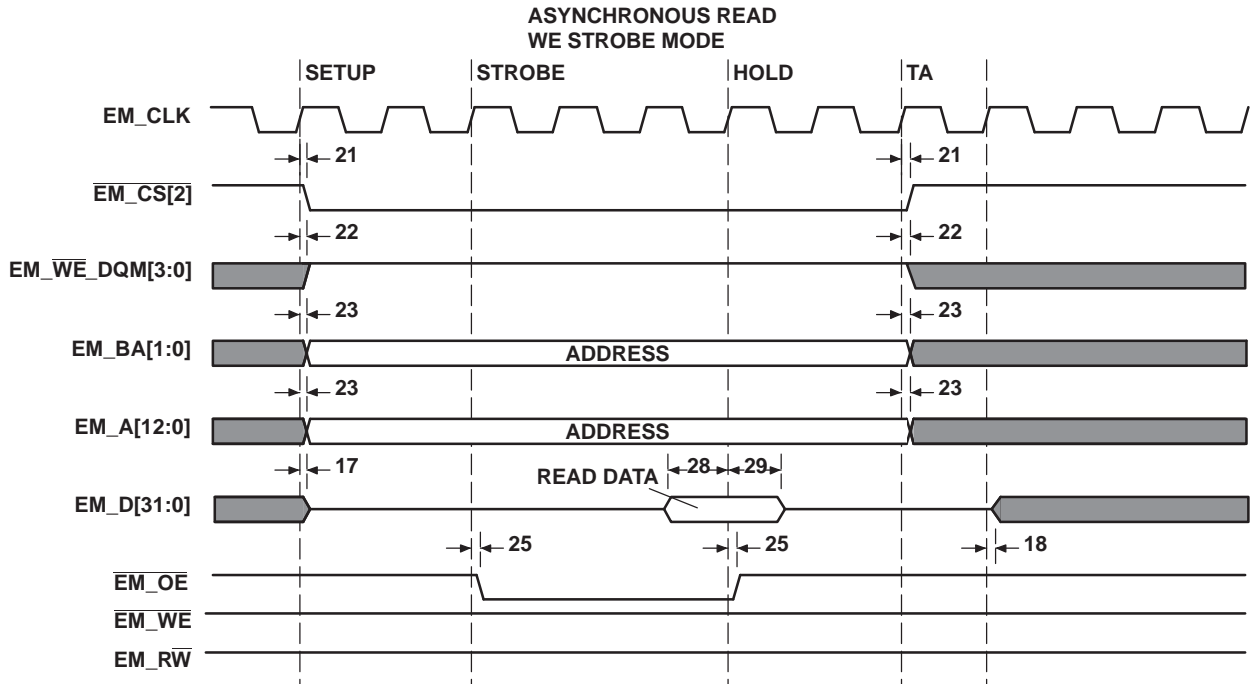 ASYNCHRONOUS READ
WE STROBE MODE
SETUP STROBE HOLD TA
EM_CLK
21 21
EM_CS[2]
22 22
EM_WE_DQM[3:0]
23 23
EM_BA[1:0] ADDRESS
23 23
EM_A[12:0] ADDRESS
17 READ DATA 28 29
EM_D[31:0]
25 25 18
EM_OE
EM_WE
EM_RW